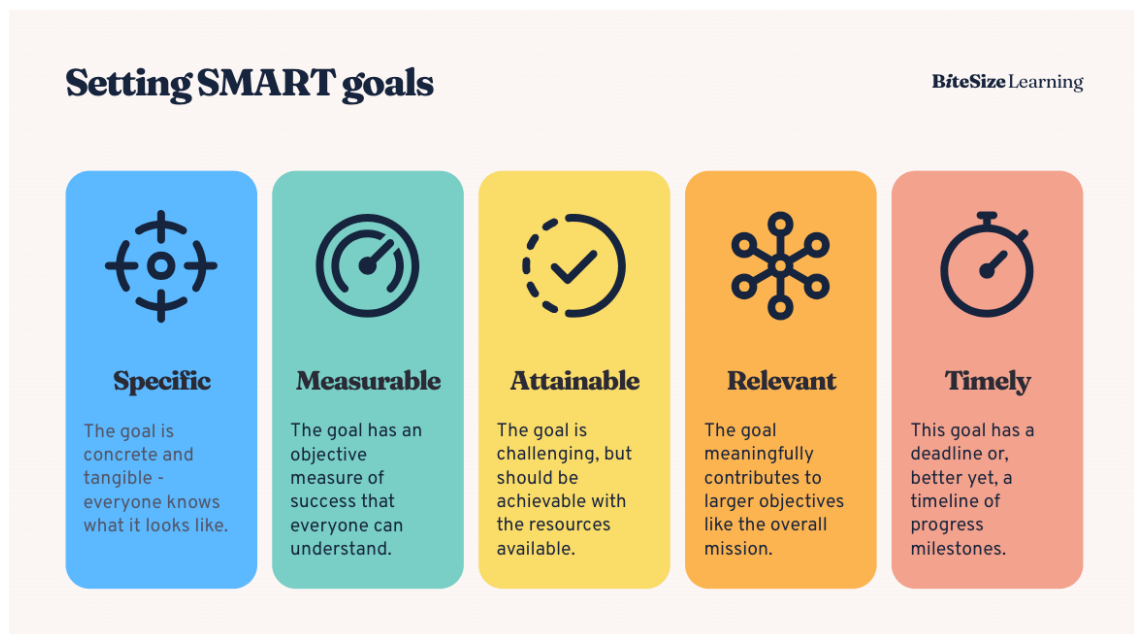 Setting SMART goals
BiteSize Learning
Specific
The goal is
concrete and
tangible -
everyone knows
what it looks like.
Measurable
The goal has an
objective
measure of
success that
everyone can
understand.
Attainable
The goal is
challenging, but
should be
achievable with
the resources
available.
Relevant
The goal
meaningfully
contributes to
larger objectives
like the overall
mission.
Timely
This goal has a
deadline or,
better yet, a
timeline of
progress
milestones.